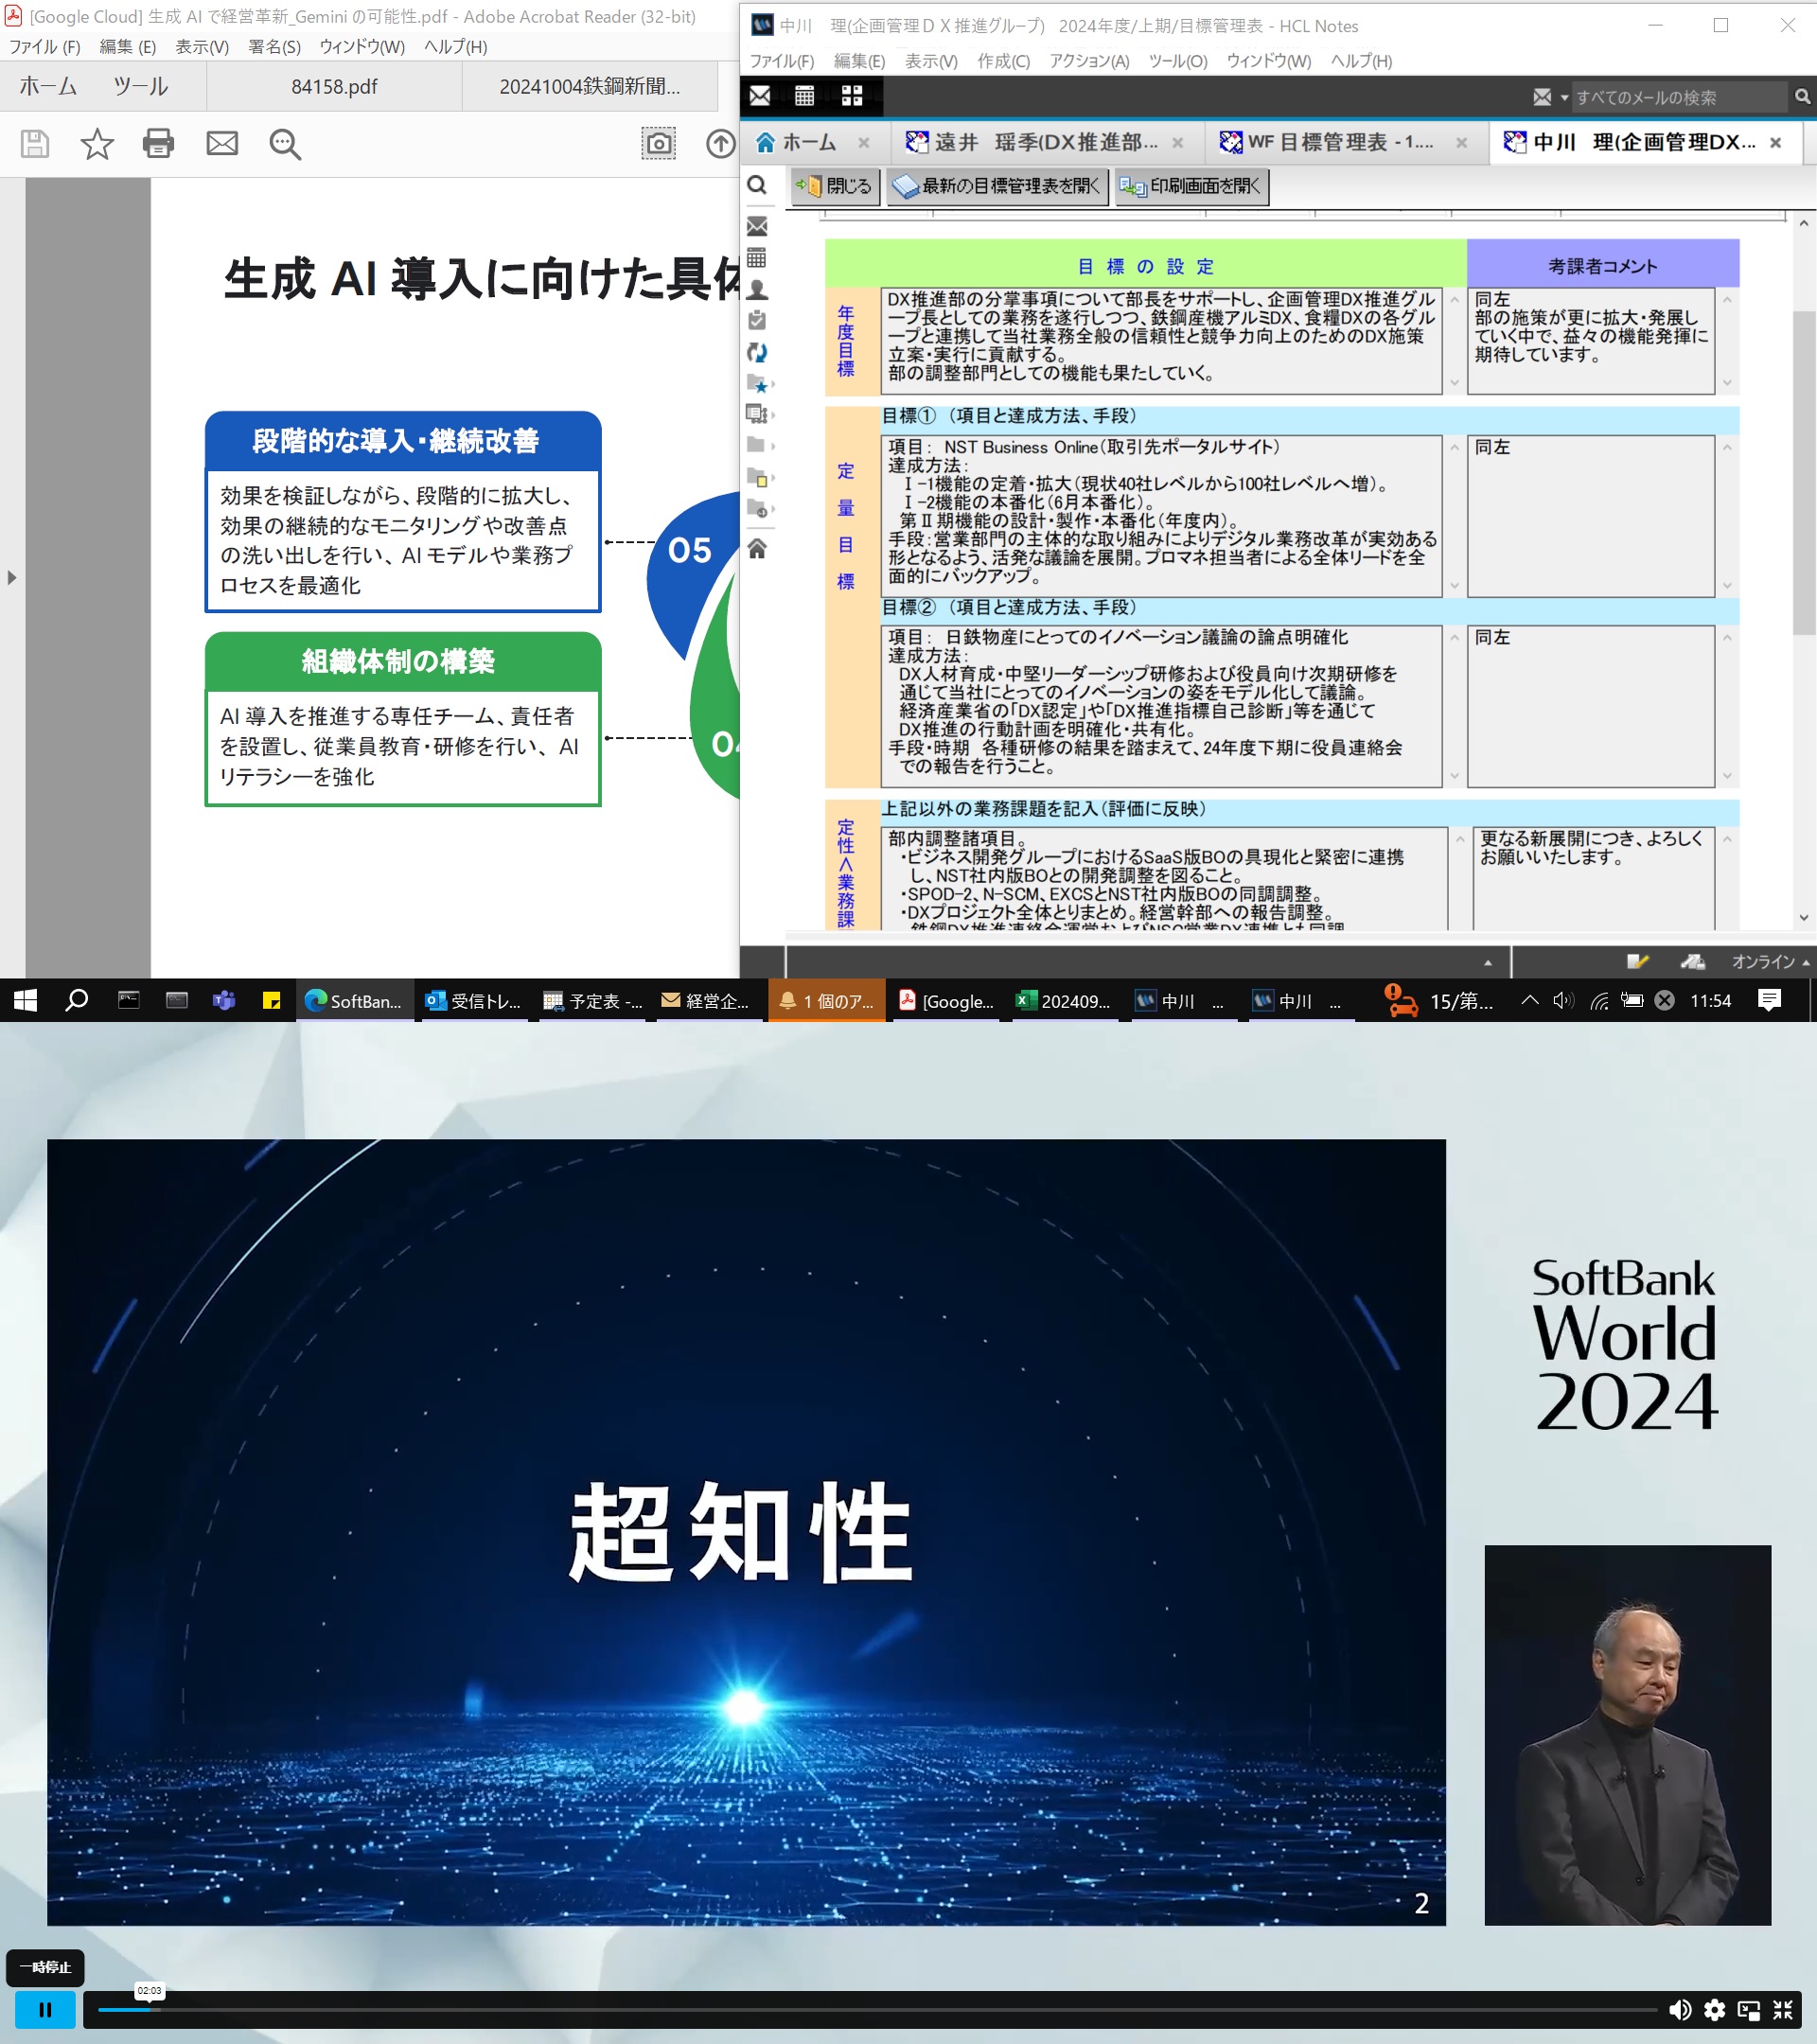 [Google Cloud] 生成 AI で経営革新_Gemini の可能性.pdf - Adobe Acrobat Reader (32-bit)
ファイル (F) 編集 (E) 表示(V) 署名(S) ウィンドウ(W) ヘルプ(H)
ホーム ツール 84158.pdf 20241004鉄鋼新聞...
生成 AI 導入に向けた具体
段階的な導入・継続改善
効果を検証しながら、段階的に拡大し、
効果の継続的なモニタリングや改善点
の洗い出しを行い、AI モデルや業務プ
ロセスを最適化
05
組織体制の構築
AI 導入を推進する専任チーム、責任者
を設置し、従業員教育・研修を行い、AI
リテラシーを強化
中川 理(企画管理ＤＸ推進グループ) 2024年度/上期/目標管理表 - HCL Notes
ファイル(F) 編集(E) 表示(V) 作成(C) アクション(A) ツール(O) ウィンドウ(W) ヘルプ(H)
すべてのメールの検索
ホーム 遠井 瑶季(DX推進部... WF 目標管理表 - 1.... 中川 理(企画管理DX...
閉じる 最新の目標管理表を開く 印刷画面を開く
目 標 の 設 定
考課者コメント
年度目標
DX推進部の分掌事項について部長をサポートし、企画管理DX推進グル
ープ長としての業務を遂行しつつ、鉄鋼産機アルミDX、食糧DXの各グル
ープと連携して当社業務全般の信頼性と競争力向上のためのDX施策
立案・実行に貢献する。
部の調整部門としての機能も果たしていく。
同左
部の施策が更に拡大・発展し
ていく中で、益々の機能発揮に
期待しています。
定量目標
目標① （項目と達成方法、手段）
項目： NST Business Online（取引先ポータルサイト）
達成方法：
Ⅰ-1機能の定着・拡大（現状40社レベルから100社レベルへ増）。
Ⅰ-2機能の本番化（6月本番化）。
第Ⅱ期機能の設計・製作・本番化（年度内）。
手段：営業部門の主体的な取り組みによりデジタル業務改革が実効ある
形となるよう、活発な議論を展開。プロマネ担当者による全体リードを全
面的にバックアップ。
同左
目標② （項目と達成方法、手段）
項目： 日鉄物産にとってのイノベーション議論の論点明確化
達成方法：
DX人材育成・中堅リーダーシップ研修および役員向け次期研修を
通じて当社にとってのイノベーションの姿をモデル化して議論。
経済産業省の「DX認定」や「DX推進指標自己診断」等を通じて
DX推進の行動計画を明確化・共有化。
手段・時期 各種研修の結果を踏まえて、24年度下期に役員連絡会
での報告を行うこと。
同左
定性＜業務課
上記以外の業務課題を記入（評価に反映）
部内調整諸項目。
・ビジネス開発グループにおけるSaaS版BOの具現化と緊密に連携
し、NST社内版BOとの開発調整を図ること。
・SPOD-2、N-SCM、EXCSとNST社内版BOの同調調整。
・DXプロジェクト全体とりまとめ。経営幹部への報告調整。
更なる新展開につき、よろしく
お願いいたします。
オンライン
SoftBan... 受信トレ... 予定表 -... 経営企... 1 個のア... [Google... 202409... 中川 ... 中川 ... 15/第... 11:54
超知性
2
SoftBank
World
2024
一時停止
02:03